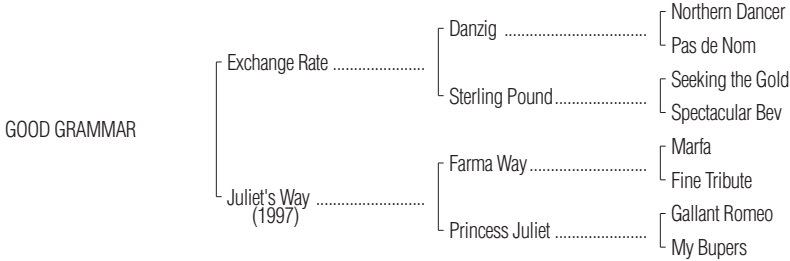 Northern Dancer
Danzig ................................
Pas de Nom
Exchange Rate .....................
Seeking the Gold
Sterling Pound.....................
Spectacular Bev
GOOD GRAMMAR
Marfa
Farma Way...........................
Fine Tribute
Juliet's Way .........................
(1997)
Gallant Romeo
Princess Juliet .....................
My Bupers